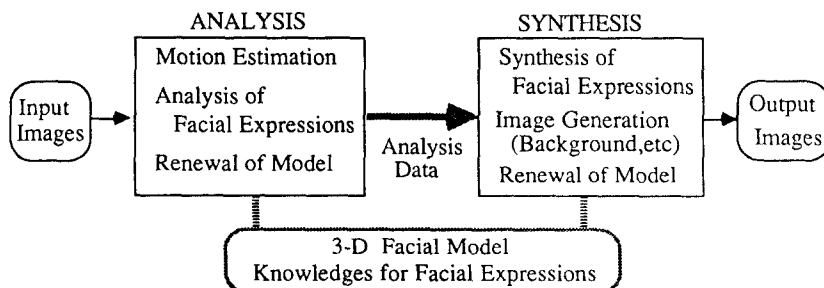 ANALYSIS
SYNTHESIS
Input
Images
Motion Estimation
Analysis of
Facial Expressions
Renewal of Model
Analysis
Data
Synthesis of
Facial Expressions
Image Generation
(Background,etc)
Renewal of Model
Output
Images
3-D Facial Model
Knowledges for Facial Expressions